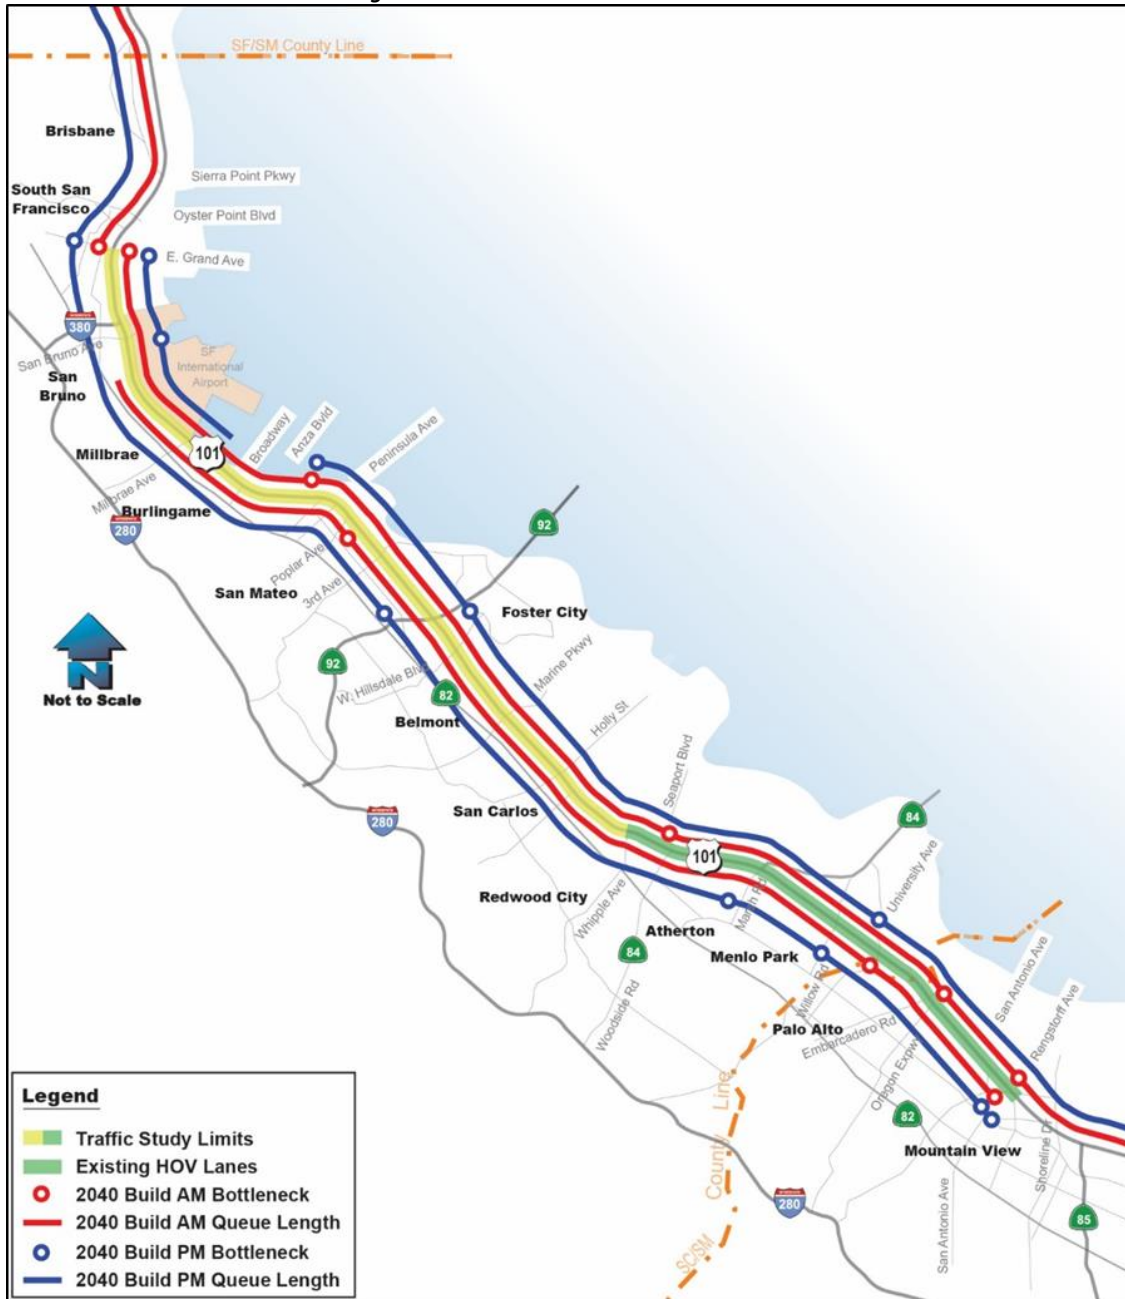 SF/SM County Line
Brisbane
Sierra Point Pkwy
South San
Francisco
Oyster Point Blvd
E. Grand Ave
380
San Bruno Ave
SF
International
Airport
San
Bruno
101
Broadway
Anza Bvld
Peninsula Ave
Millbrae
Millbrae Ave
Burlingame
280
92
Poplar Ave
San Mateo
3rd Ave
Foster City
N
Not to Scale
92
W. Hillsdale Blvd
82
Marine Pkwy
Belmont
Holly St
Seaport Blvd
280
San Carlos
84
101
University Ave
Redwood City
Whipple Ave
Marsh Rd
Atherton
84
Menlo Park
San Antonio Ave
Willow Rd
Rengstorff Ave
Woodside Rd
Palo Alto
Embarcadero Rd
Oregon Expwy
82
Mountain View
Shoreline Dr
County Line
SC/SM
280
San Antonio Ave
85
Legend
Traffic Study Limits
Existing HOV Lanes
2040 Build AM Bottleneck
2040 Build AM Queue Length
2040 Build PM Bottleneck
2040 Build PM Queue Length